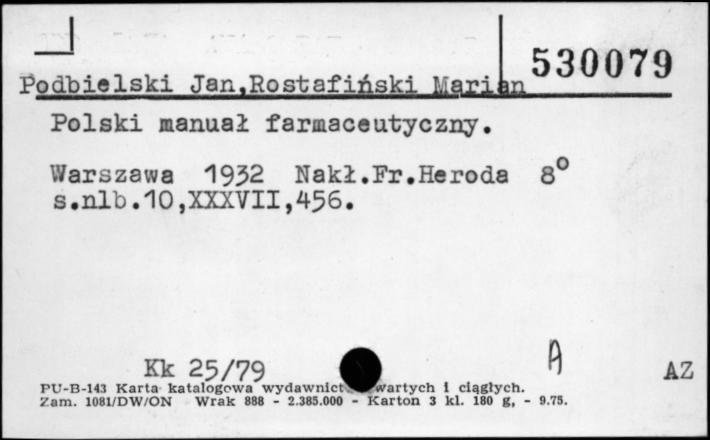 530079
Podbielski Jan,Rostafiński Marian
Polski manuał farmaceutyczny.
Warszawa 1932 Nakł.Fr.Heroda 8°
s.nlb.10,XXXVII,456.
Kk 25/79 A AZ
PU-B-143 Karta katalogowa wydawnict wartych i ciągłych.
Zam. 1081/DW/ON Wrak 888 - 2.385.000 - Karton 3 kl. 180 g, - 9.75.